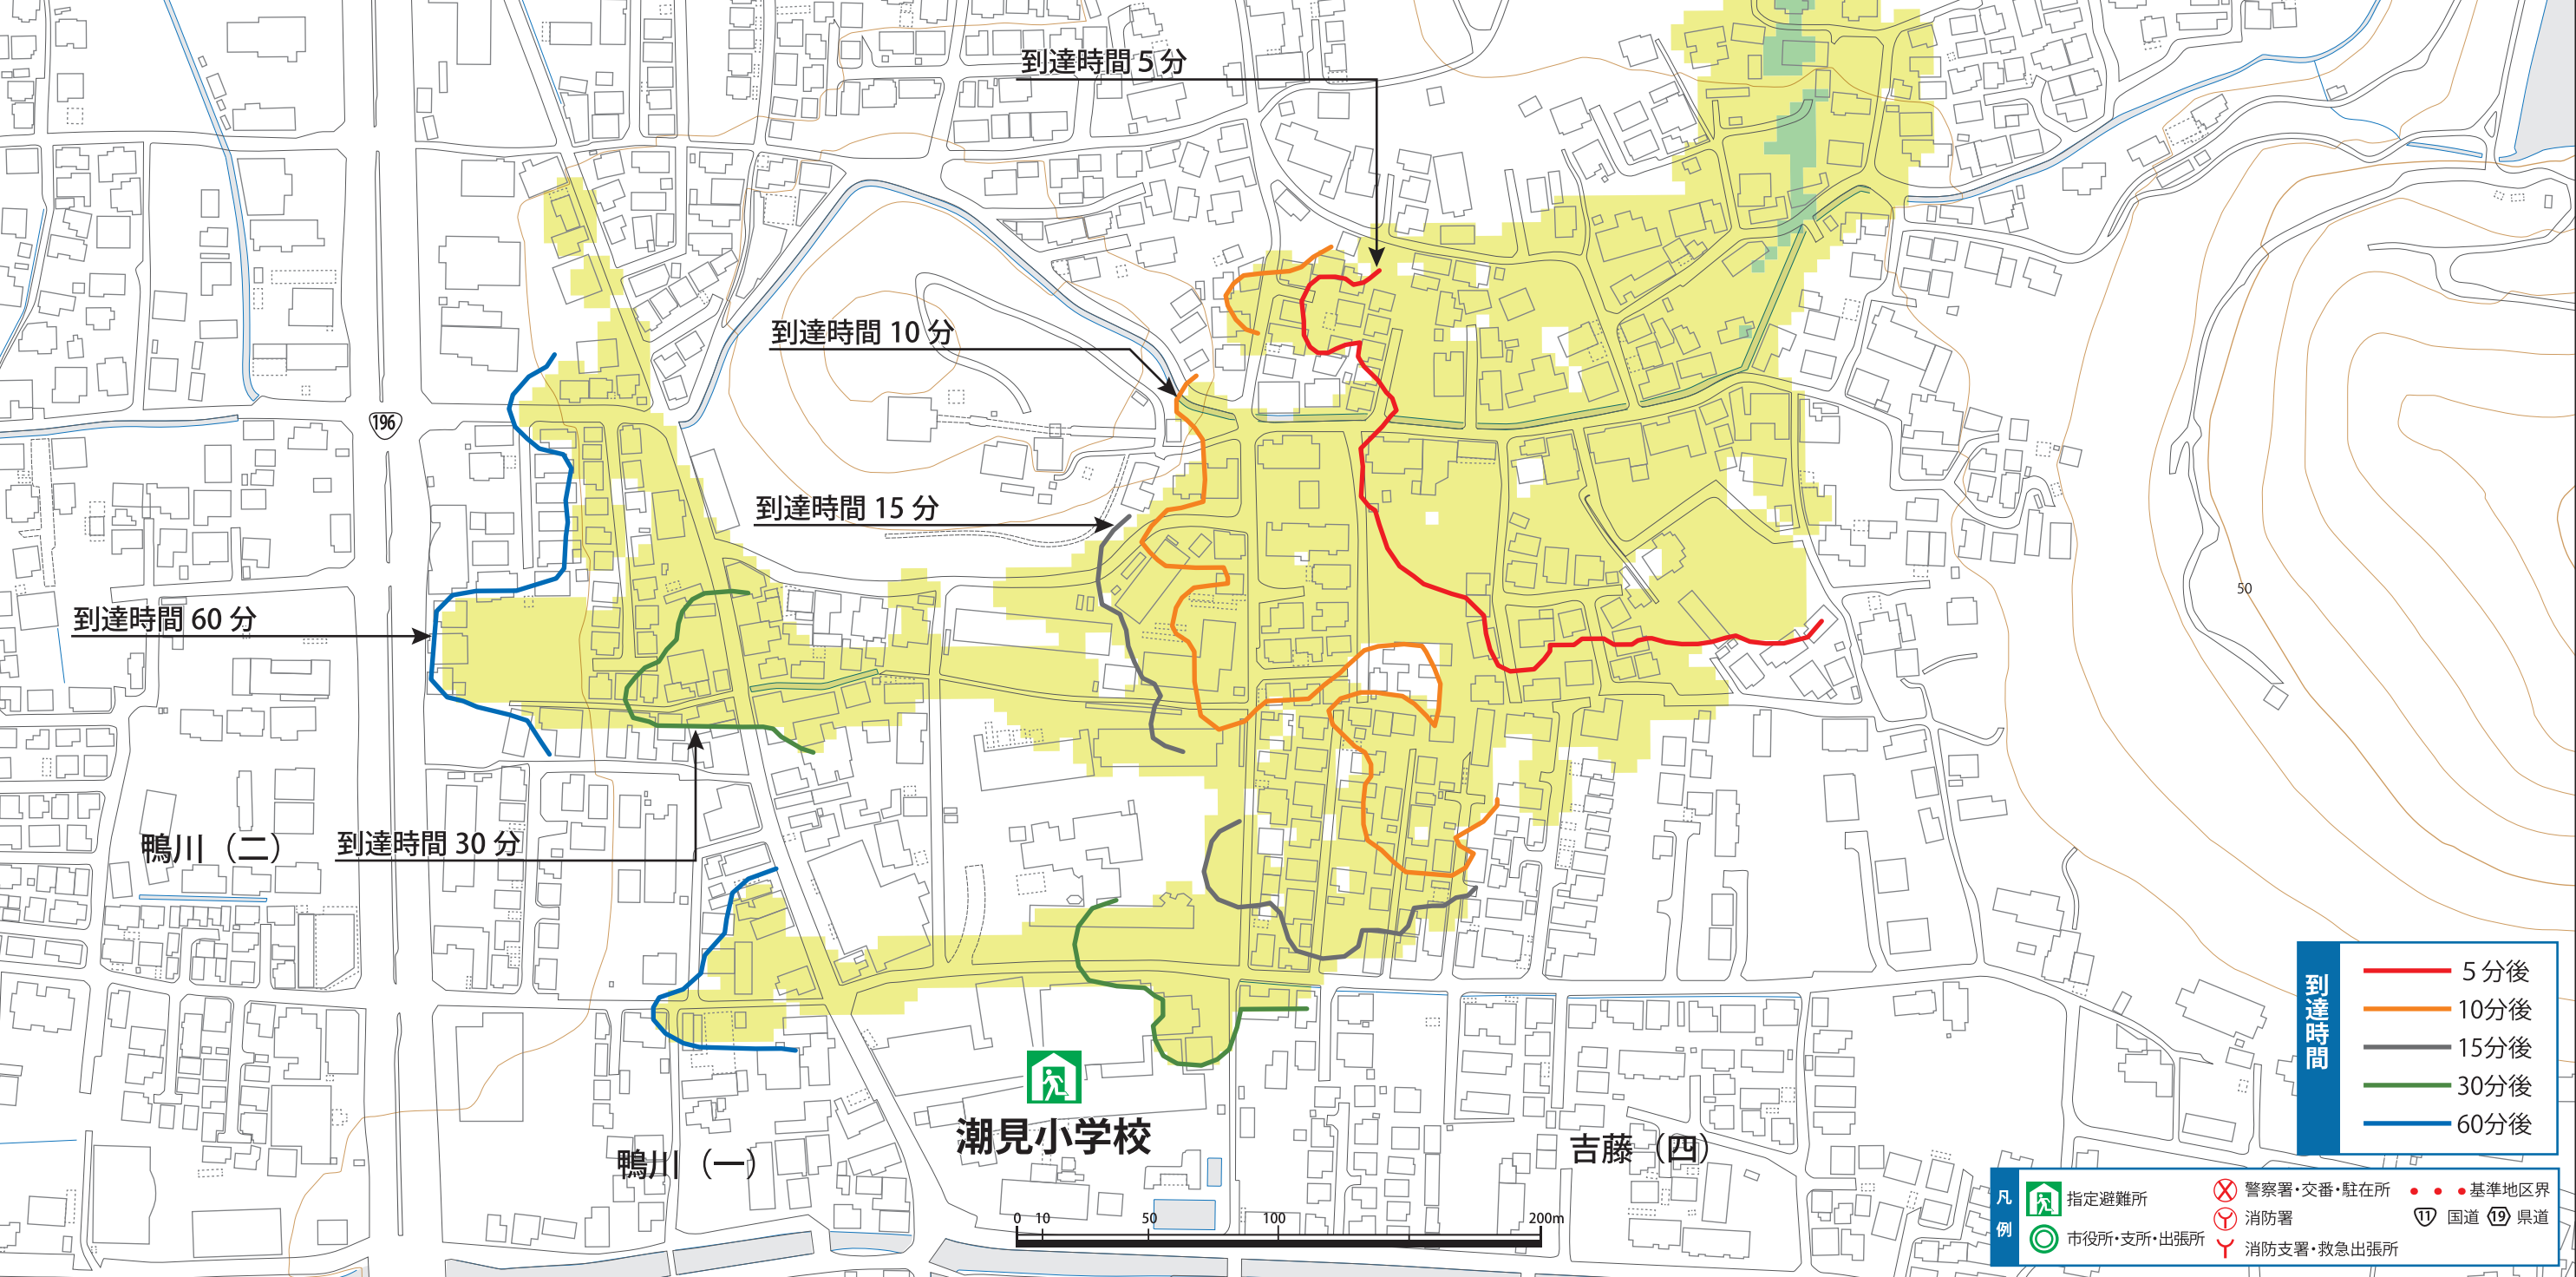 到達時間 5 分
到達時間 10 分
196
到達時間 15 分
50
到達時間 60 分
鴨川（二）
到達時間 30 分
到達時間
5 分後
10分後
15分後
30分後
60分後
潮見小学校
鴨川（一）
吉藤（四）
0 10 50 100 200m
凡例
指定避難所
市役所・支所・出張所
警察署・交番・駐在所
消防署
消防支署・救急出張所
基準地区界
11 国道 19 県道